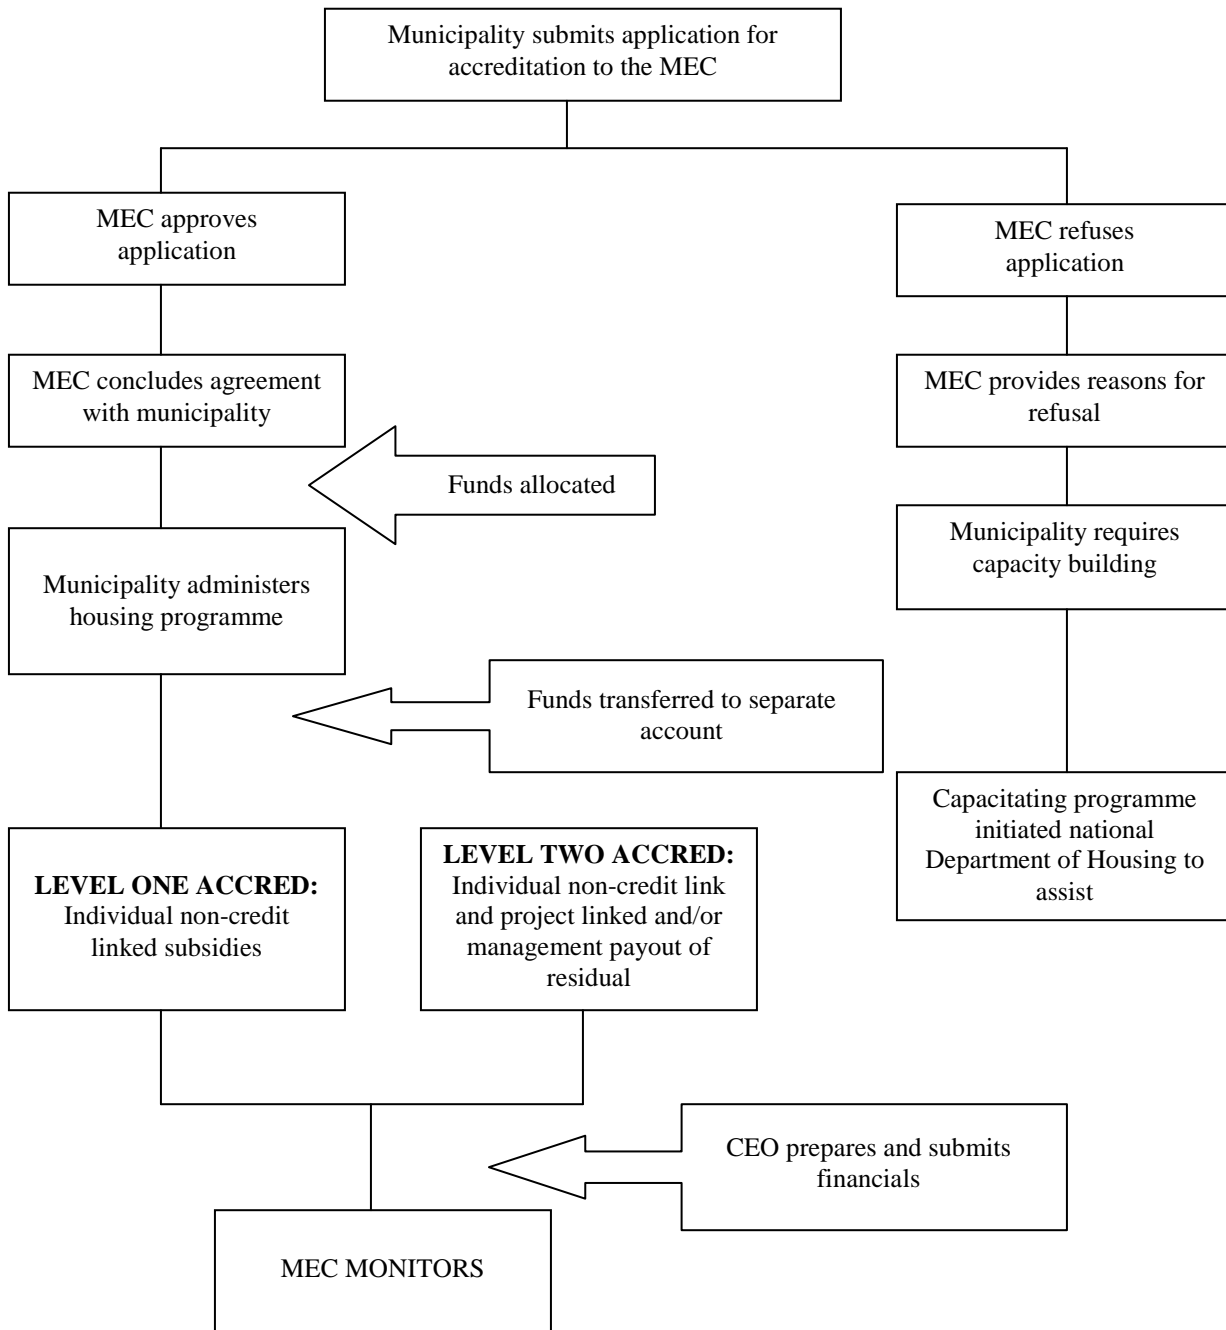 Municipality submits application for
accreditation to the MEC
MEC approves
application
MEC refuses
application
MEC concludes agreement
with municipality
MEC provides reasons for
refusal
Funds allocated
Municipality requires
capacity building
Municipality administers
housing programme
Funds transferred to separate
account
Capacitating programme
initiated national
Department of Housing to
assist
LEVEL ONE ACCRED:
Individual non-credit
linked subsidies
LEVEL TWO ACCRED:
Individual non-credit link
and project linked and/or
management payout of
residual
CEO prepares and submits
financials
MEC MONITORS